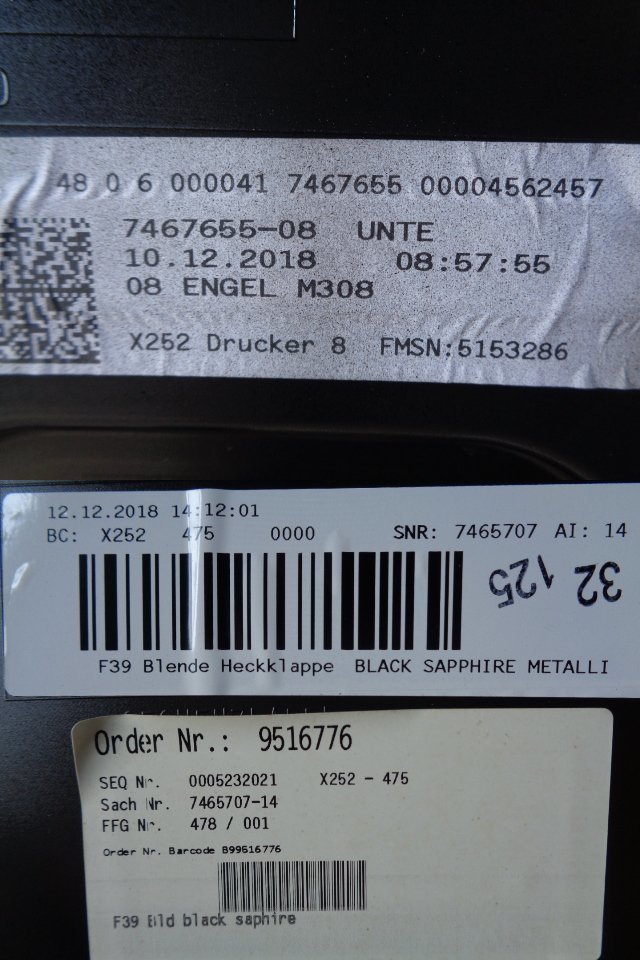 48 0 6 000041 7467655 00004562457
7467655-08 UNTE
10.12.2018 08:57:55
08 ENGEL M308
X252 Drucker 8 FMSN:5153286
12.12.2018 14:12:01
BC: X252 475 0000 SNR: 7465707 AI: 14
32 125
F39 Blende Heckklappe BLACK SAPPHIRE METALLI
Order Nr.: 9516776
SEQ Nr. 0005232021 X252 - 475
Sach Nr. 7465707-14
FFG Nr. 478 / 001
Order Nr. Barcode B99516776
F39 Bld black saphire